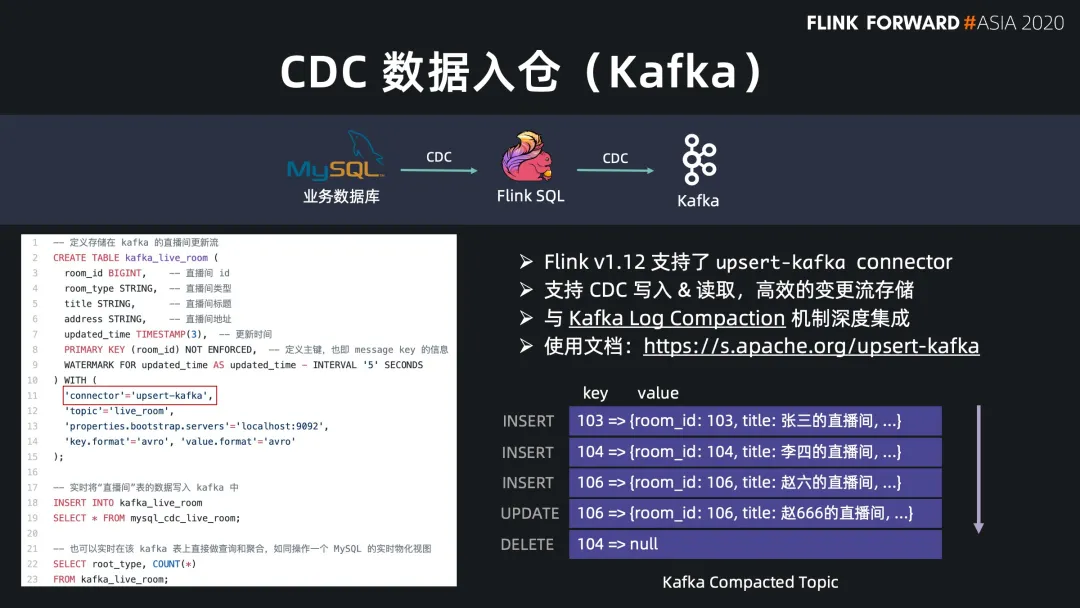 FLINK FORWARD #ASIA 2020
CDC 数据入仓（Kafka）
MySQL
CDC
CDC
业务数据库
Flink SQL
Kafka
1 -- 定义存储在 kafka 的直播间更新流
2 CREATE TABLE kafka_live_room (
3 room_id BIGINT, -- 直播间 id
4 room_type STRING, -- 直播间类型
5 title STRING, -- 直播间标题
6 address STRING, -- 直播间地址
7 updated_time TIMESTAMP(3), -- 更新时间
8 PRIMARY KEY (room_id) NOT ENFORCED, -- 定义主键，也即 message key 的信息
9 WATERMARK FOR updated_time AS updated_time - INTERVAL '5' SECONDS
10 ) WITH (
11 'connector'='upsert-kafka',
12 'topic'='live_room',
13 'properties.bootstrap.servers'='localhost:9092',
14 'key.format'='avro', 'value.format'='avro'
15 );
16
17 -- 实时将“直播间”表的数据写入 kafka 中
18 INSERT INTO kafka_live_room
19 SELECT * FROM mysql_cdc_live_room;
20
21 -- 也可以实时在该 kafka 表上直接做查询和聚合，如同操作一个 MySQL 的实时物化视图
22 SELECT root_type, COUNT(*)
23 FROM kafka_live_room;
➢ Flink v1.12 支持了 upsert-kafka connector
➢ 支持 CDC 写入 & 读取，高效的变更流存储
➢ 与 Kafka Log Compaction 机制深度集成
➢ 使用文档：https://s.apache.org/upsert-kafka
key value
INSERT 103 => {room_id: 103, title: 张三的直播间, ...}
INSERT 104 => {room_id: 104, title: 李四的直播间, ...}
INSERT 106 => {room_id: 106, title: 赵六的直播间, ...}
UPDATE 106 => {room_id: 106, title: 赵666的直播间, ...}
DELETE 104 => null
Kafka Compacted Topic